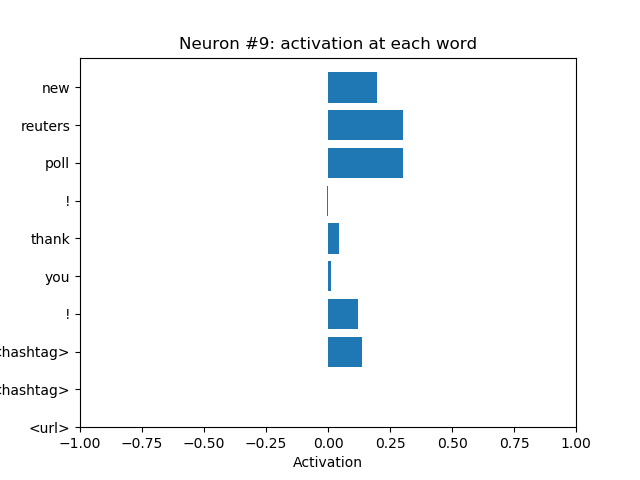 Neuron #9: activation at each word
new
reuters
poll
!
thank
you
!
hashtag>
hashtag>
<url>
−1.00 −0.75 −0.50 −0.25 0.00 0.25 0.50 0.75 1.00
Activation